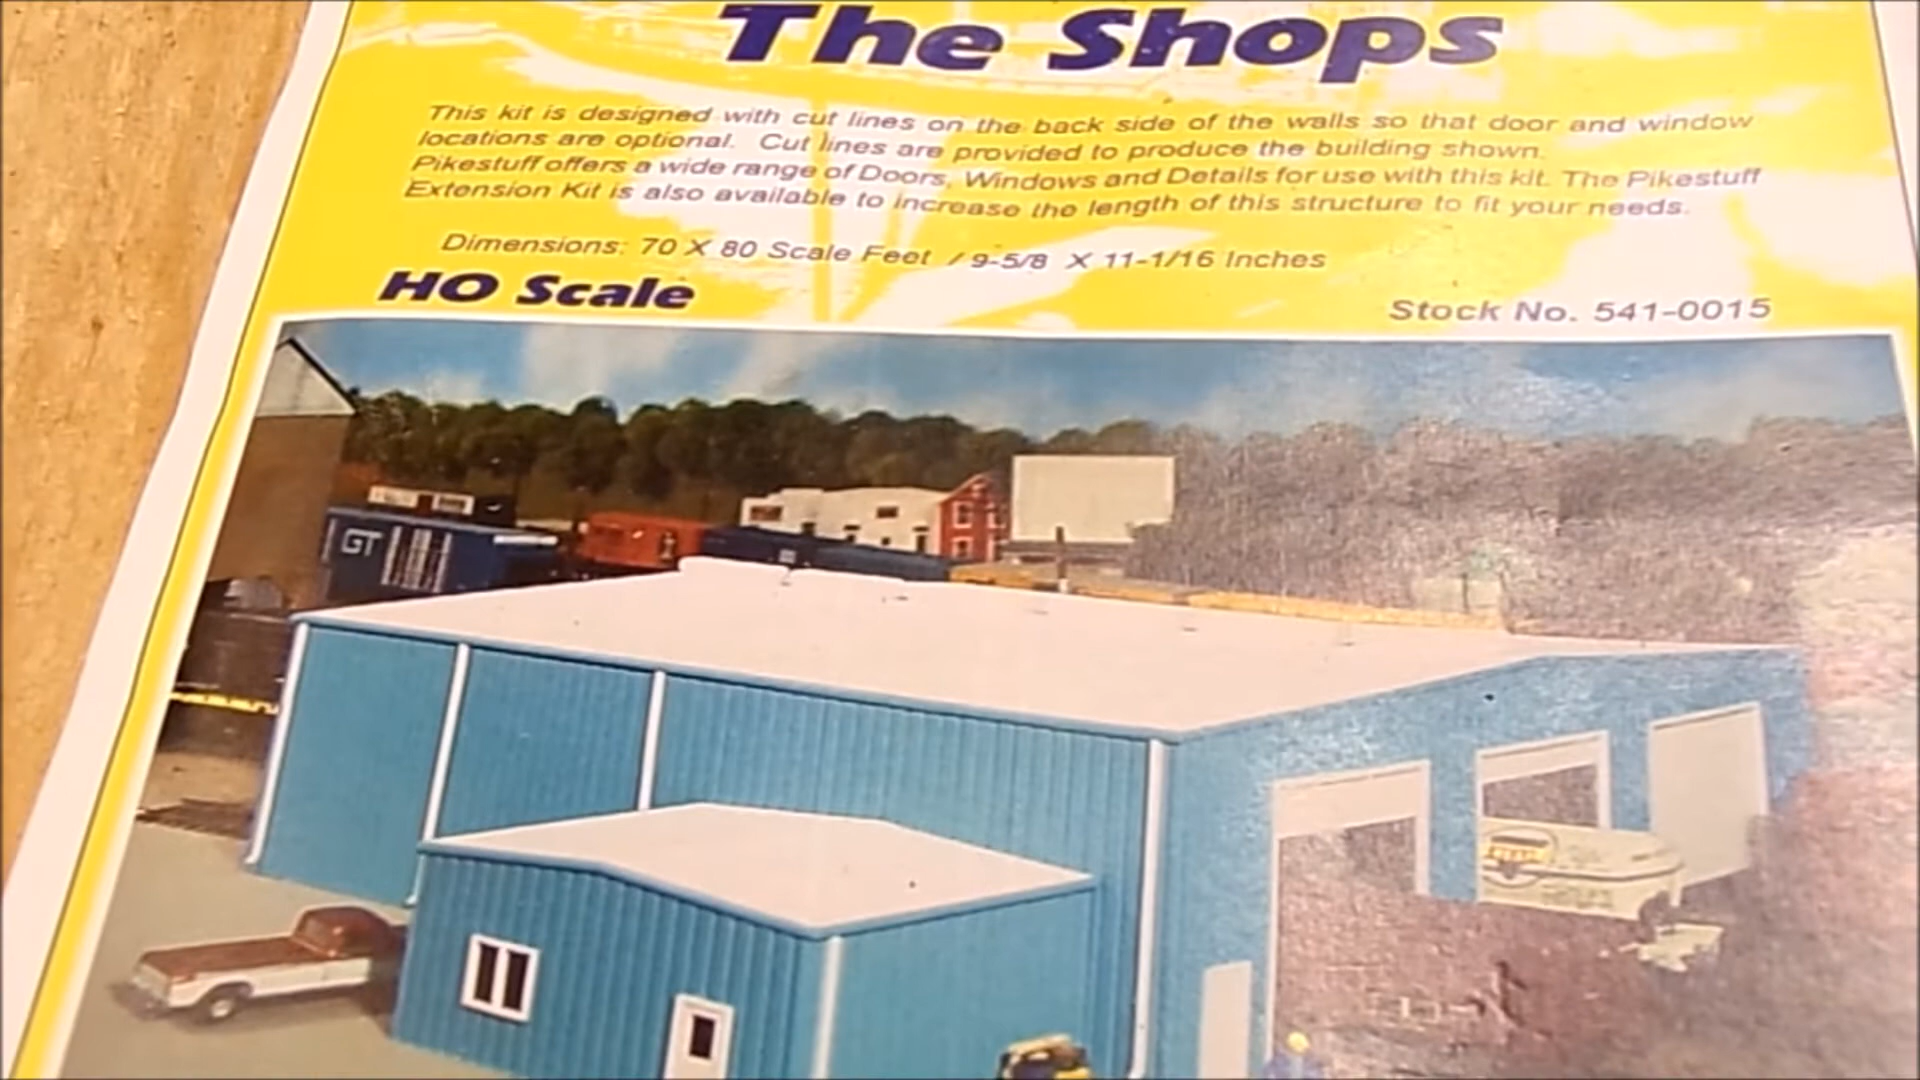 The Shops
This kit is designed with cut lines on the back side of the walls so that door and window
locations are optional. Cut lines are provided to produce the building shown.
Pikestuff offers a wide range of Doors, Windows and Details for use with this kit. The Pikestuff
Extension Kit is also available to increase the length of this structure to fit your needs.
Dimensions: 70 X 80 Scale Feet / 9-5/8 X 11-1/16 Inches
HO Scale
Stock No. 541-0015
GT